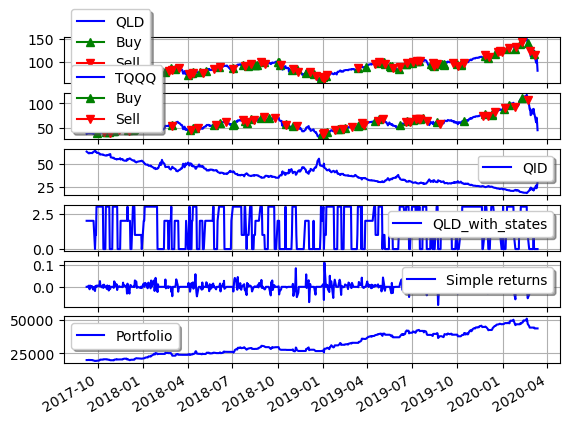 QLD
Buy
Sell
150
100
TQQQ
Buy
Sell
100
50
50
25
QID
2.5
0.0
QLD_with_states
0.1
0.0
Simple returns
50000
25000
Portfolio
2017-10
2018-01
2018-04
2018-07
2018-10
2019-01
2019-04
2019-07
2019-10
2020-01
2020-04